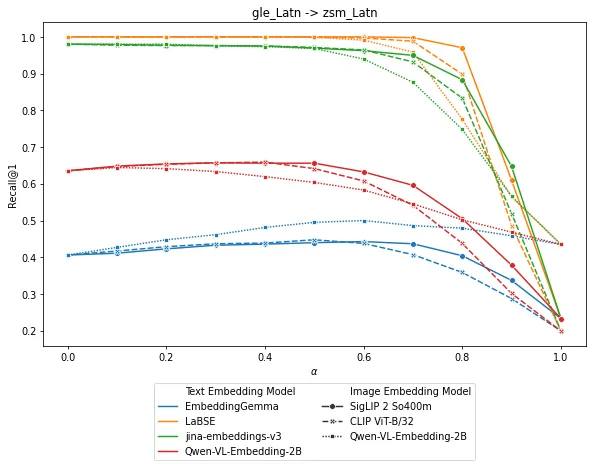 gle_Latn -> zsm_Latn
Recall@1
1.0
0.9
0.8
0.7
0.6
0.5
0.4
0.3
0.2
0.0 0.2 0.4 0.6 0.8 1.0
α
Text Embedding Model
EmbeddingGemma
LaBSE
jina-embeddings-v3
Qwen-VL-Embedding-2B
Image Embedding Model
SigLIP 2 So400m
CLIP ViT-B/32
Qwen-VL-Embedding-2B